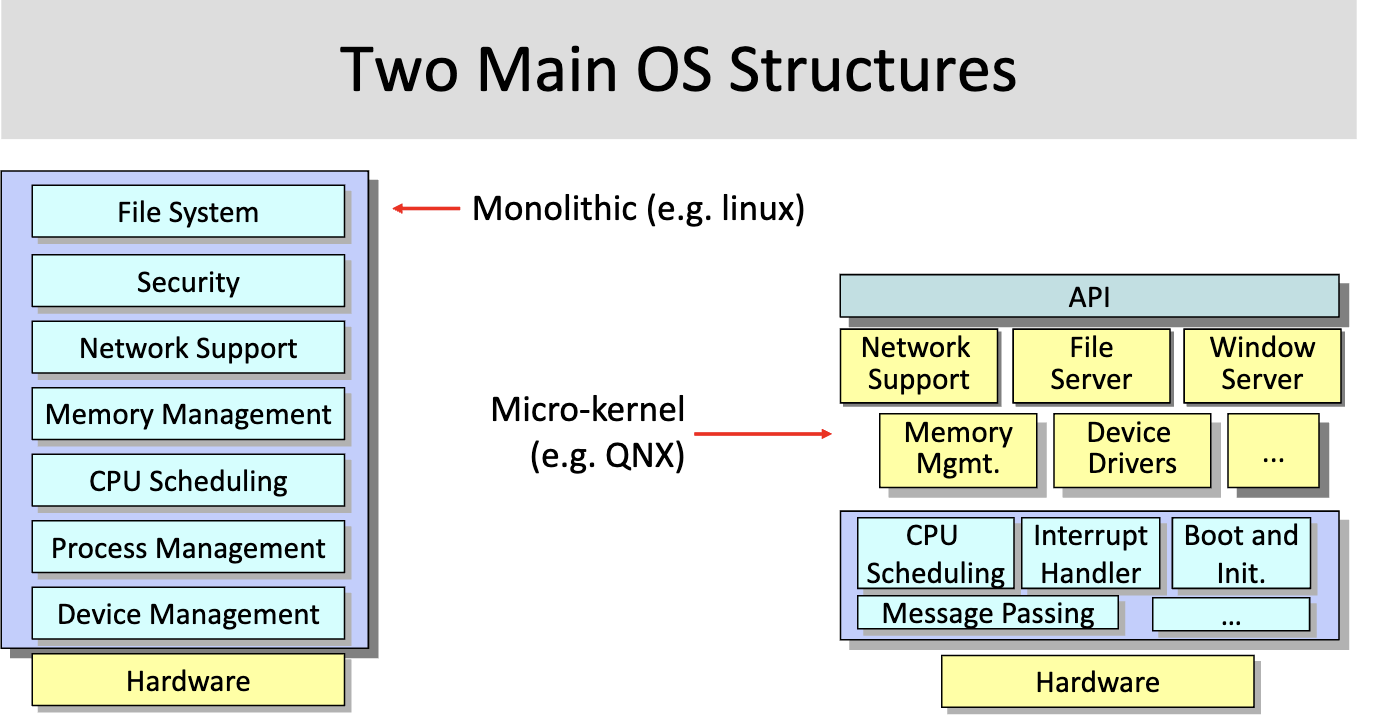 Two Main OS Structures
File System
Security
Network Support
Memory Management
CPU Scheduling
Process Management
Device Management
Hardware
Monolithic (e.g. linux)
Micro-kernel
(e.g. QNX)
API
Network
Support
File
Server
Window
Server
Memory
Mgmt.
Device
Drivers
...
CPU
Scheduling
Interrupt
Handler
Boot and
Init.
Message Passing
...
Hardware